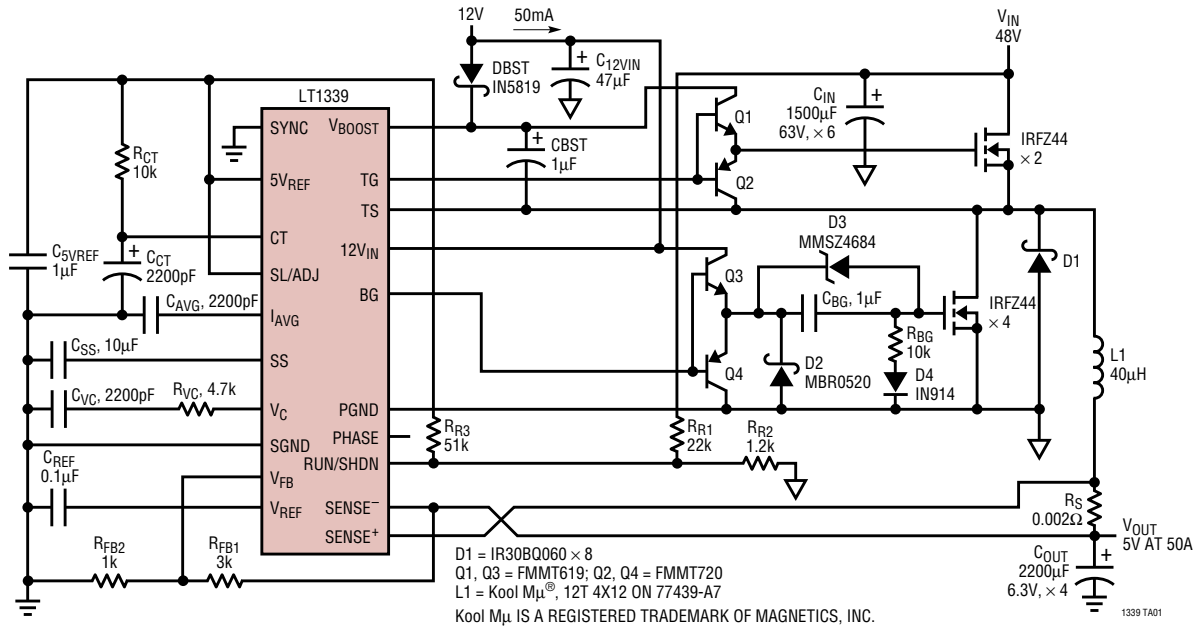 12V
50mA
V_IN
48V
DBST
IN5819
C_12VIN
47µF
+
LT1339
SYNC
V_BOOST
5V_REF
TG
TS
CT
12V_IN
SL/ADJ
BG
I_AVG
SS
V_C
PGND
PHASE
SGND
RUN/SHDN
V_FB
V_REF
SENSE⁻
SENSE⁺
R_CT
10k
C_5VREF
1µF
+
C_CT
2200pF
C_AVG, 2200pF
C_SS, 10µF
C_VC, 2200pF
R_VC, 4.7k
C_REF
0.1µF
R_FB2
1k
R_FB1
3k
+
CBST
1µF
Q1
Q2
C_IN
1500µF
63V, × 6
+
IRFZ44
× 2
D3
MMSZ4684
D1
Q3
Q4
C_BG, 1µF
IRFZ44
× 4
R_BG
10k
D2
MBR0520
D4
IN914
L1
40µH
R_R3
51k
R_R1
22k
R_R2
1.2k
R_S
0.002Ω
V_OUT
5V AT 50A
C_OUT
2200µF
6.3V, × 4
+
D1 = IR30BQ060 × 8
Q1, Q3 = FMMT619; Q2, Q4 = FMMT720
L1 = Kool Mµ®, 12T 4X12 ON 77439-A7
Kool Mµ IS A REGISTERED TRADEMARK OF MAGNETICS, INC.
1339 TA01